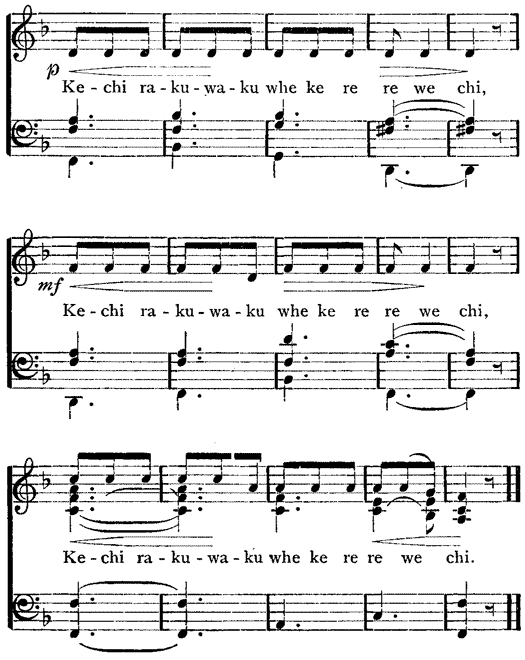 p
Ke - chi ra - ku - wa - ku whe ke re re we chi,
mf
Ke - chi ra - ku - wa - ku whe ke re re we chi,
Ke - chi ra - ku - wa - ku whe ke re re we chi.